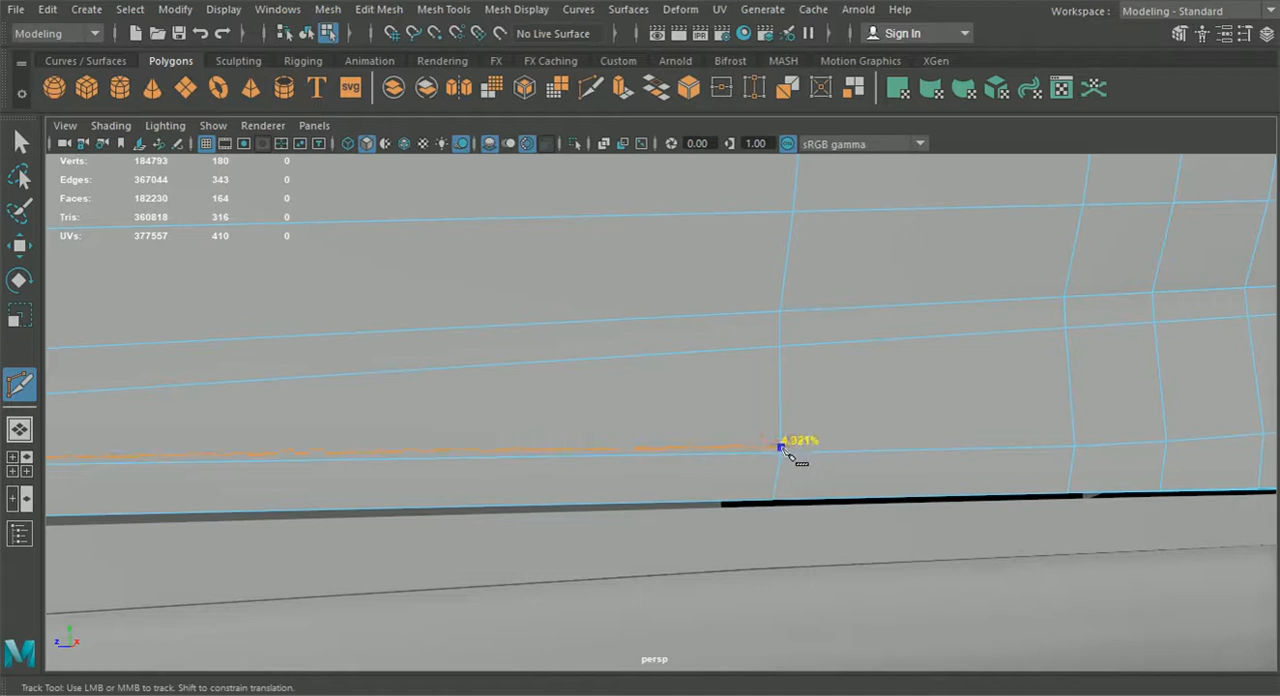 File Edit Create Select Modify Display Windows Mesh Edit Mesh Mesh Tools Mesh Display Curves Surfaces Deform UV Generate Cache Arnold Help Workspace : Modeling - Standard
Modeling No Live Surface Sign In
Curves / Surfaces Polygons Sculpting Rigging Animation Rendering FX FX Caching Custom Arnold Bifrost MASH Motion Graphics XGen
T SVG
View Shading Lighting Show Renderer Panels
0.00 1.00 sRGB gamma
Verts: 184793 180 0
Edges: 367044 343 0
Faces: 182230 164 0
Tris: 360818 316 0
UVs: 377557 410 0
4.921%
z x
persp
Track Tool: Use LMB or MMB to track. Shift to constrain translation.